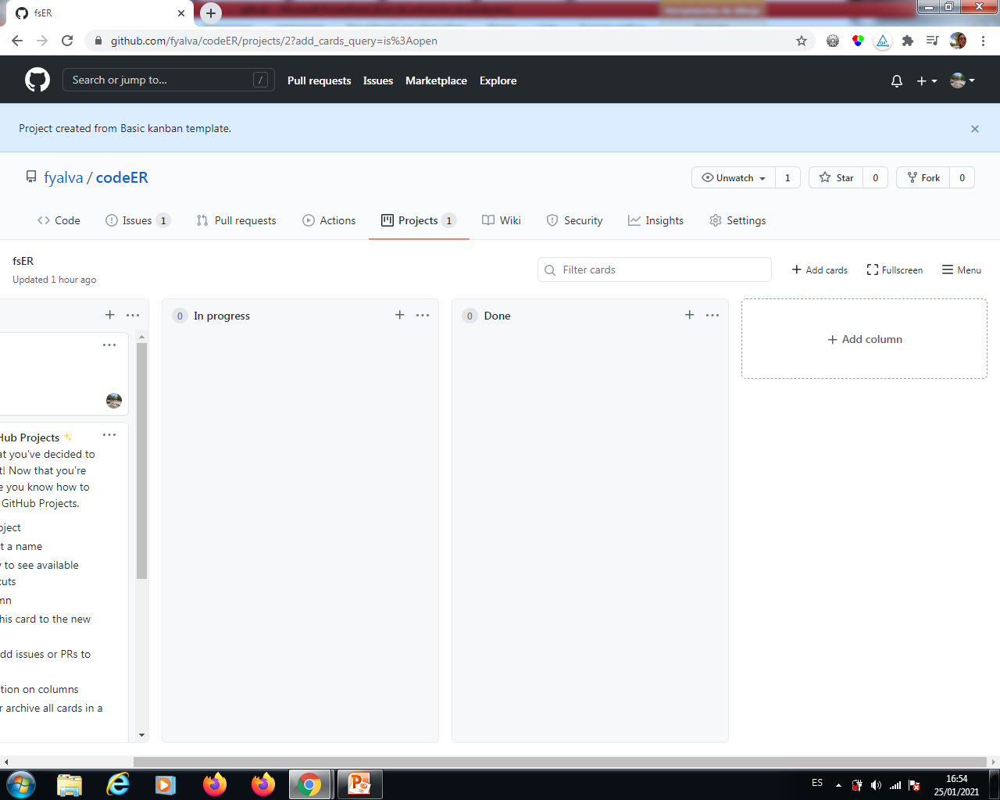 fsER
github.com/fyalva/codeER/projects/2?add_cards_query=is%3Aopen
Search or jump to... /
Pull requests Issues Marketplace Explore
Project created from Basic kanban template.
fyalva / codeER
Unwatch 1 Star 0 Fork 0
Code Issues 1 Pull requests Actions Projects 1 Wiki Security Insights Settings
fsER
Updated 1 hour ago
Filter cards
+ Add cards Fullscreen Menu
0 In progress
0 Done
+ Add column
Hub Projects ✨
at you've decided to
t! Now that you're
e you know how to
GitHub Projects.
oject
t a name
y to see available
cuts
mn
his card to the new
dd issues or PRs to
tion on columns
r archive all cards in a
ES
16:54
25/01/2021